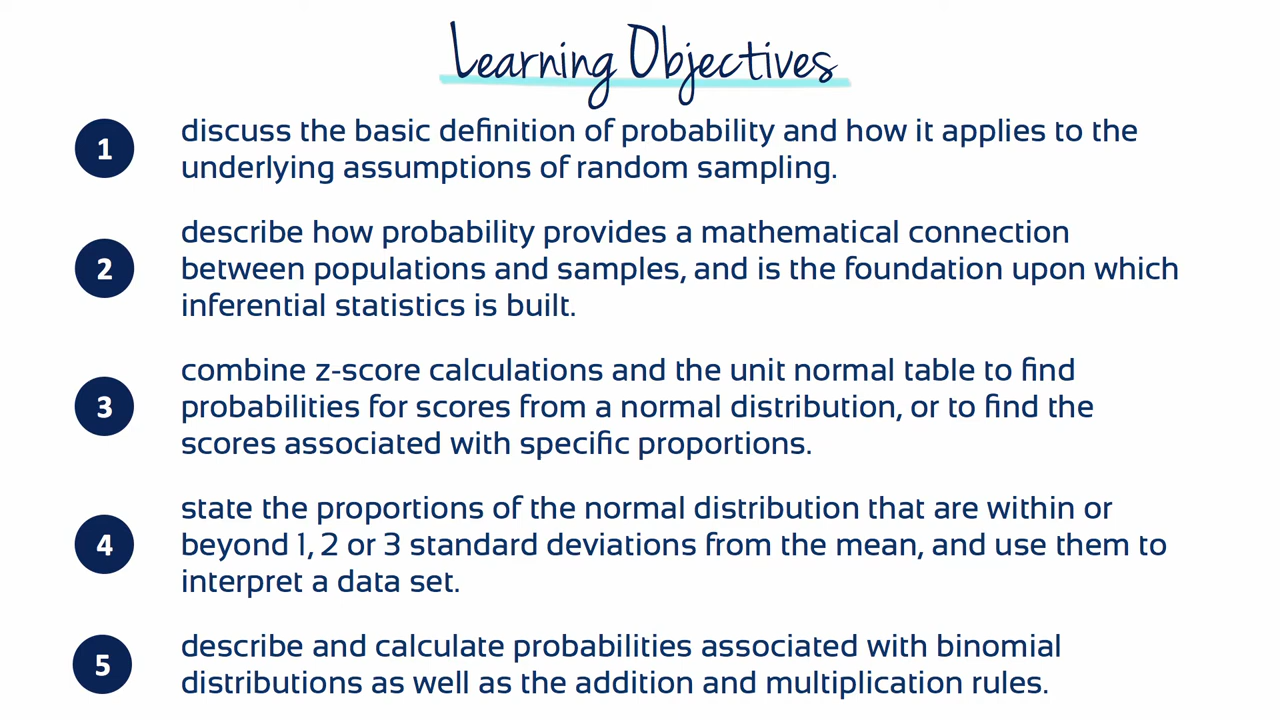 Learning Objectives
1
discuss the basic definition of probability and how it applies to the
underlying assumptions of random sampling.
2
describe how probability provides a mathematical connection
between populations and samples, and is the foundation upon which
inferential statistics is built.
3
combine z-score calculations and the unit normal table to find
probabilities for scores from a normal distribution, or to find the
scores associated with specific proportions.
4
state the proportions of the normal distribution that are within or
beyond 1, 2 or 3 standard deviations from the mean, and use them to
interpret a data set.
5
describe and calculate probabilities associated with binomial
distributions as well as the addition and multiplication rules.